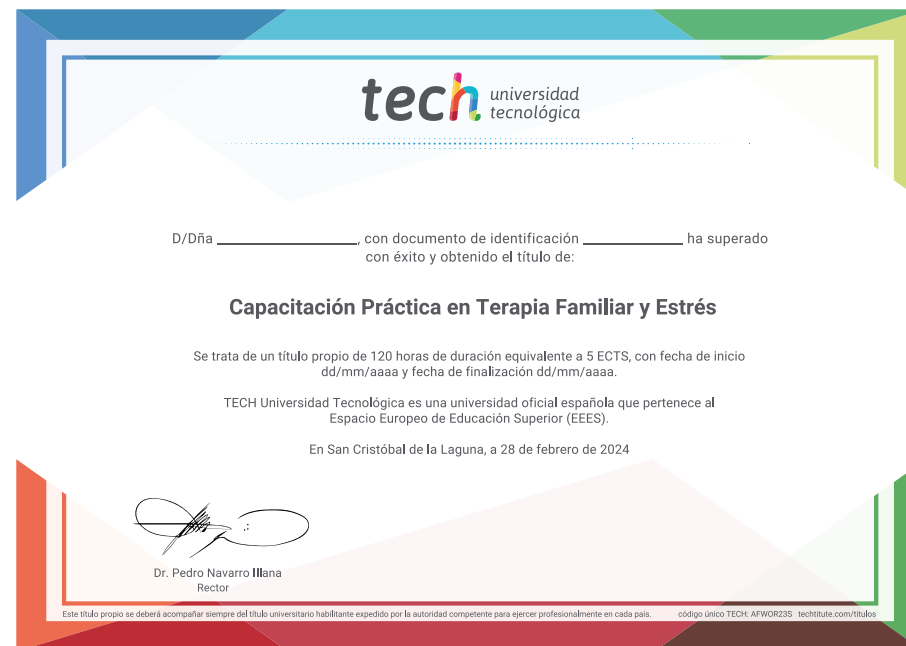 tech universidad
tecnológica
D/Dña ____________________, con documento de identificación ______________ ha superado
con éxito y obtenido el título de:
Capacitación Práctica en Terapia Familiar y Estrés
Se trata de un título propio de 120 horas de duración equivalente a 5 ECTS, con fecha de inicio
dd/mm/aaaa y fecha de finalización dd/mm/aaaa.
TECH Universidad Tecnológica es una universidad oficial española que pertenece al
Espacio Europeo de Educación Superior (EEES).
En San Cristóbal de la Laguna, a 28 de febrero de 2024
Dr. Pedro Navarro Illana
Rector
Este título propio se deberá acompañar siempre del título universitario habilitante expedido por la autoridad competente para ejercer profesionalmente en cada país. código único TECH: AFWOR23S techtitute.com/titulos